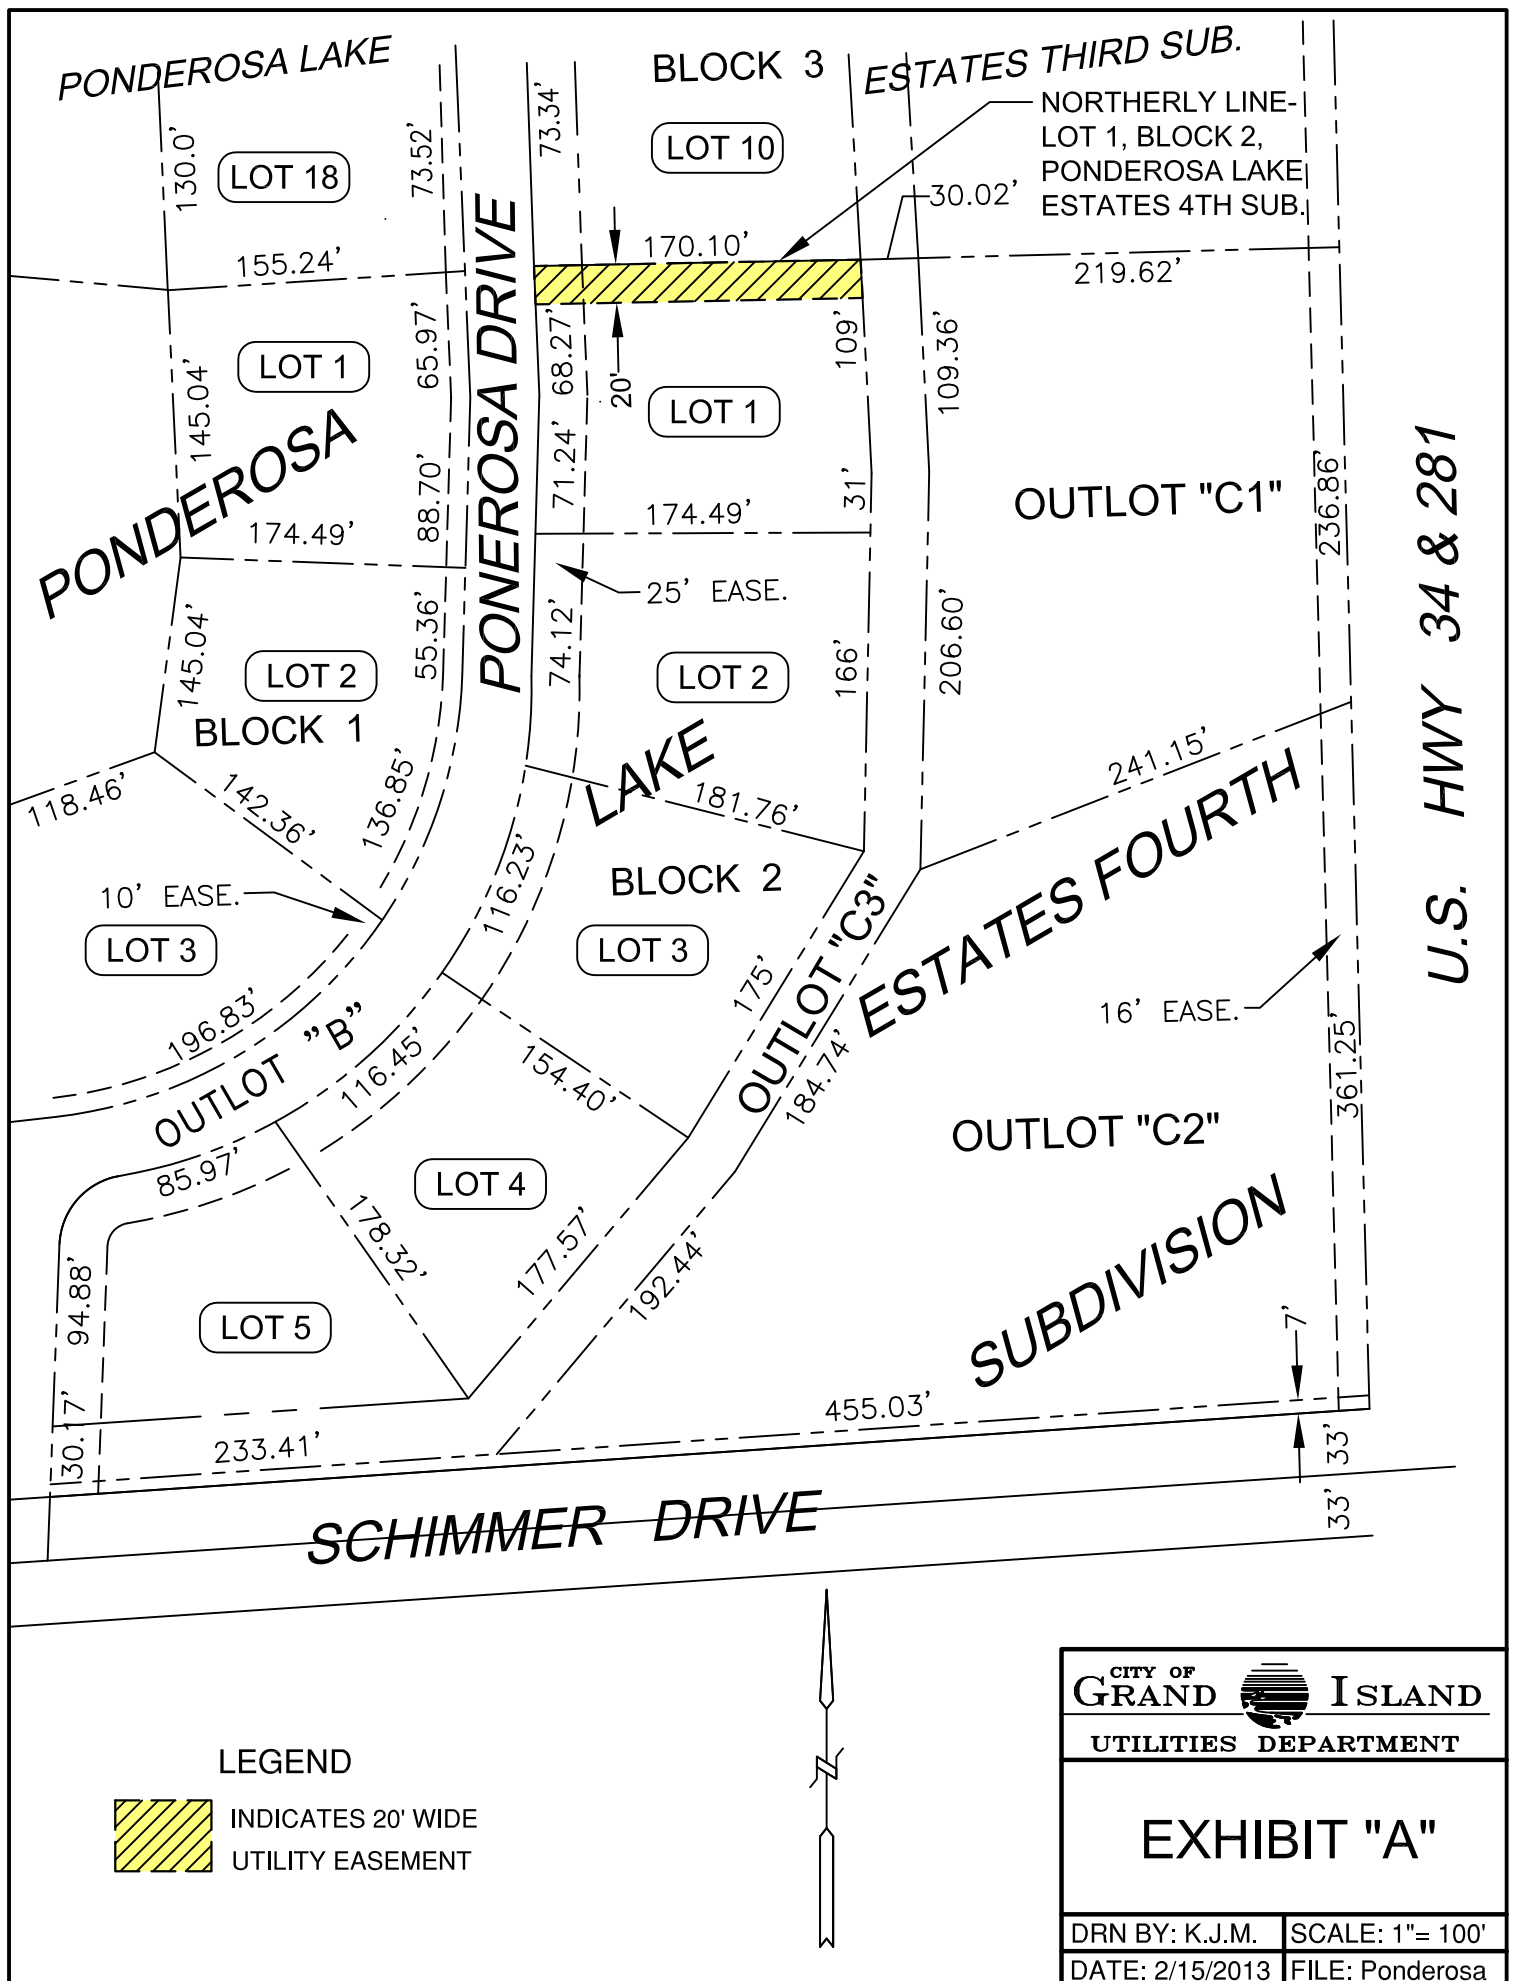 PONDEROSA LAKE
BLOCK 3
ESTATES THIRD SUB.
NORTHERLY LINE-
LOT 1, BLOCK 2,
PONDEROSA LAKE
ESTATES 4TH SUB.
130.0'
LOT 18
73.52'
73.34'
LOT 10
30.02'
155.24'
170.10'
219.62'
PONEROSA DRIVE
65.97'
68.27'
20'
109'
109.36'
LOT 1
LOT 1
145.04'
PONDEROSA
88.70'
71.24'
31'
OUTLOT "C1"
236.86'
U.S. HWY 34 & 281
174.49'
174.49'
25' EASE.
55.36'
74.12'
166'
206.60'
145.04'
LOT 2
LOT 2
BLOCK 1
LAKE
241.15'
118.46'
142.36'
136.85'
181.76'
116.23'
BLOCK 2
10' EASE.
LOT 3
LOT 3
OUTLOT "C3"
ESTATES FOURTH
175'
184.74'
16' EASE.
196.83'
OUTLOT "B"
116.45'
154.40'
361.25'
OUTLOT "C2"
85.97'
LOT 4
178.32'
177.57'
192.44'
SUBDIVISION
94.88'
LOT 5
7'
30.17'
233.41'
455.03'
33'
33'
SCHIMMER DRIVE
LEGEND
INDICATES 20' WIDE
UTILITY EASEMENT
CITY OF
GRAND ISLAND
UTILITIES DEPARTMENT
EXHIBIT "A"
DRN BY: K.J.M.
SCALE: 1"= 100'
DATE: 2/15/2013
FILE: Ponderosa